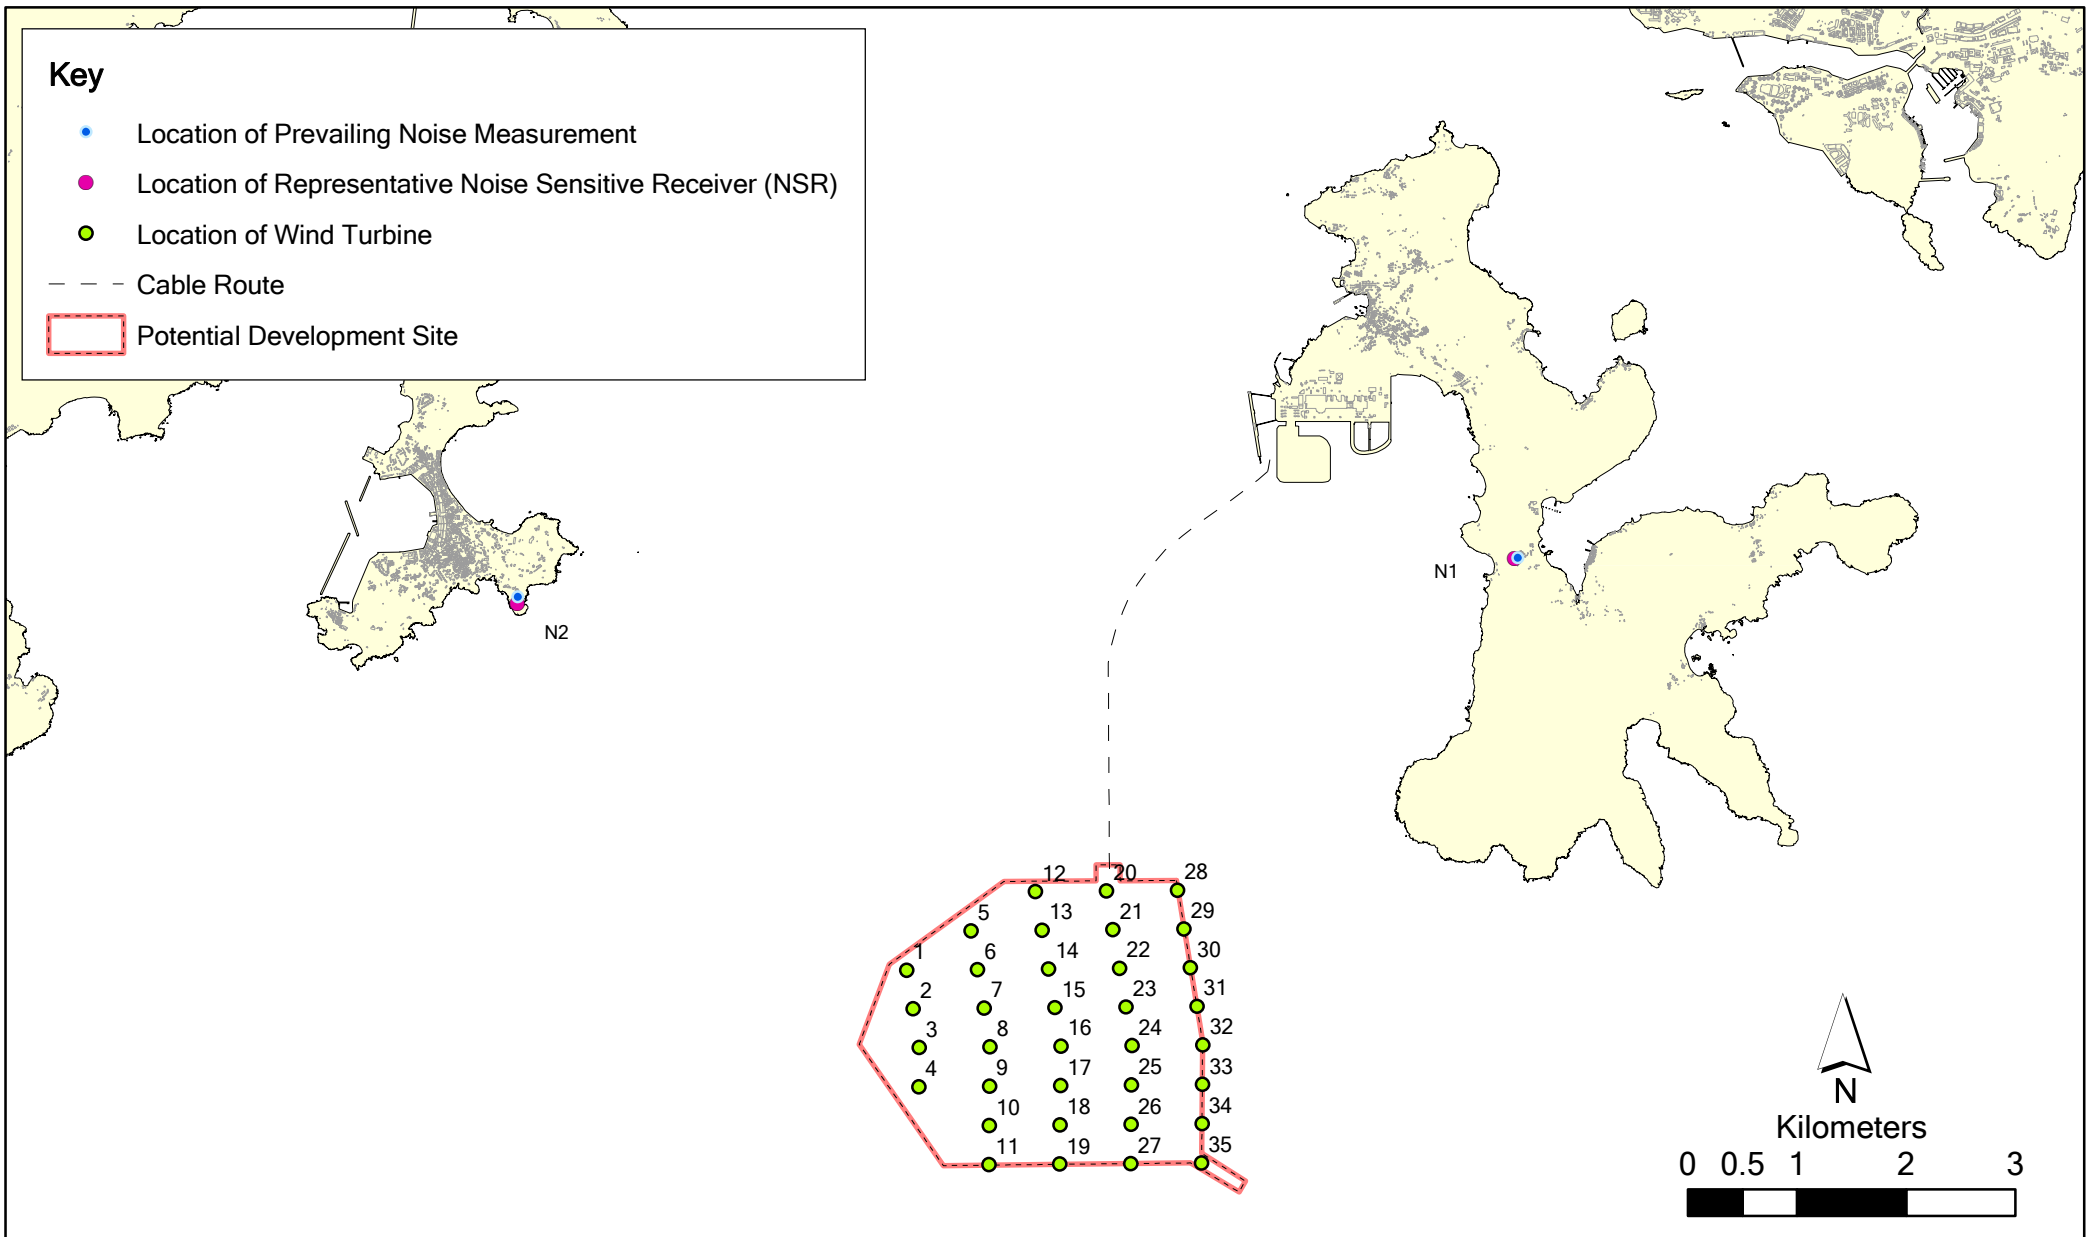 Key
Location of Prevailing Noise Measurement
Location of Representative Noise Sensitive Receiver (NSR)
Location of Wind Turbine
Cable Route
Potential Development Site
N1
N2
12 20 28
5 13 21 29
1 6 14 22 30
2 7 15 23 31
3 8 16 24 32
4 9 17 25 33
10 18 26 34
11 19 27 35
N
Kilometers
0 0.5 1 2 3